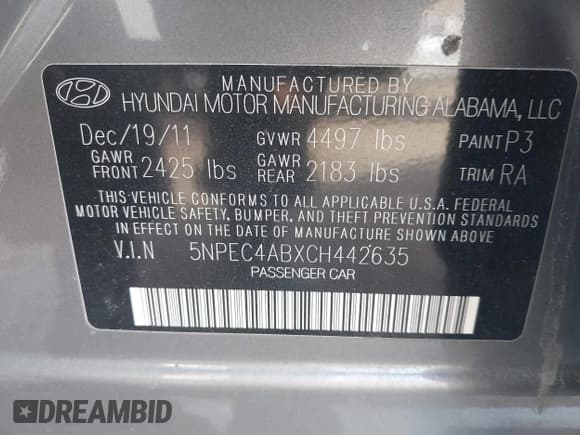 MANUFACTURED BY
HYUNDAI MOTOR MANUFACTURING ALABAMA, LLC
Dec/19/11 GVWR 4497 lbs PAINT P3
GAWR FRONT 2425 lbs GAWR REAR 2183 lbs TRIM RA
THIS VEHICLE CONFORMS TO ALL APPLICABLE U.S.A. FEDERAL
MOTOR VEHICLE SAFETY, BUMPER, AND THEFT PREVENTION STANDARDS
IN EFFECT ON THE DATE OF MANUFACTURE SHOWN ABOVE.
V.I.N 5NPEC4ABXCH442635
PASSENGER CAR
DREAMBID